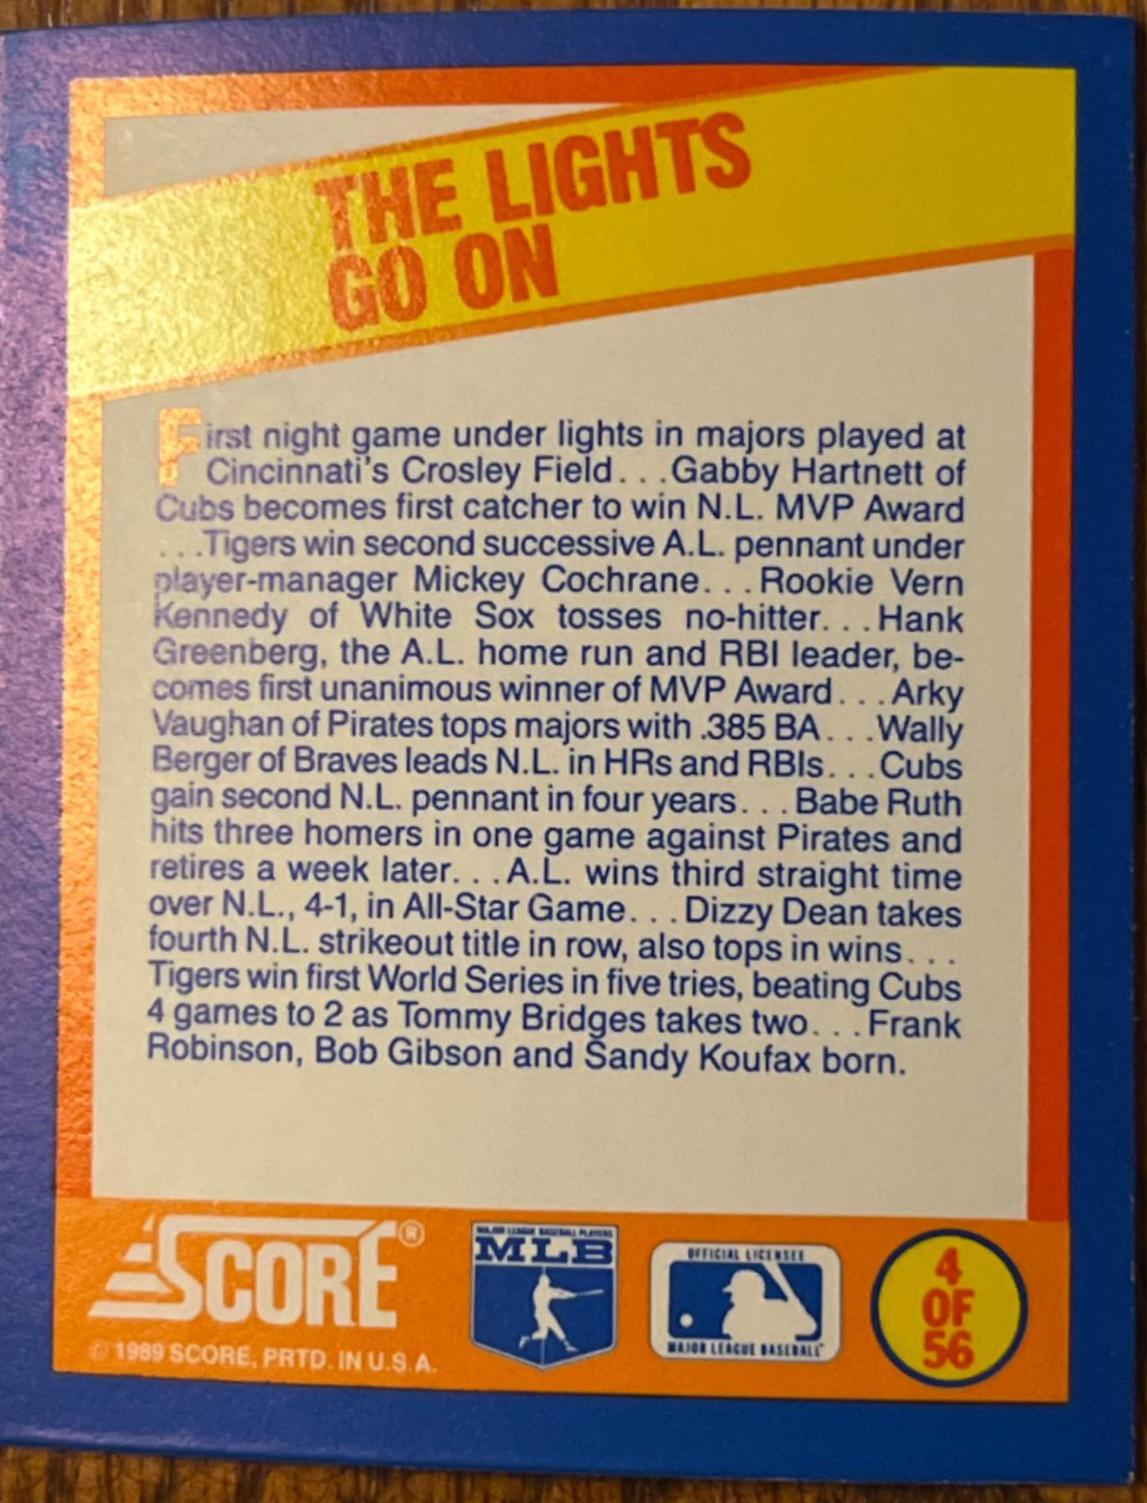 THE LIGHTS
GO ON
First night game under lights in majors played at
Cincinnati's Crosley Field. . .Gabby Hartnett of
Cubs becomes first catcher to win N.L. MVP Award
. . .Tigers win second successive A.L. pennant under
player-manager Mickey Cochrane. . . Rookie Vern
Kennedy of White Sox tosses no-hitter. . . Hank
Greenberg, the A.L. home run and RBI leader, be-
comes first unanimous winner of MVP Award. . . Arky
Vaughan of Pirates tops majors with .385 BA. . .Wally
Berger of Braves leads N.L. in HRs and RBIs. . .Cubs
gain second N.L. pennant in four years. . . Babe Ruth
hits three homers in one game against Pirates and
retires a week later. . .A.L. wins third straight time
over N.L., 4-1, in All-Star Game. . . Dizzy Dean takes
fourth N.L. strikeout title in row, also tops in wins. . .
Tigers win first World Series in five tries, beating Cubs
4 games to 2 as Tommy Bridges takes two. . . Frank
Robinson, Bob Gibson and Sandy Koufax born.
SCORE®
© 1989 SCORE, PRTD. IN U.S.A.
MAJOR LEAGUE BASEBALL PLAYERS
MLB
OFFICIAL LICENSEE
MAJOR LEAGUE BASEBALL
4
OF
56